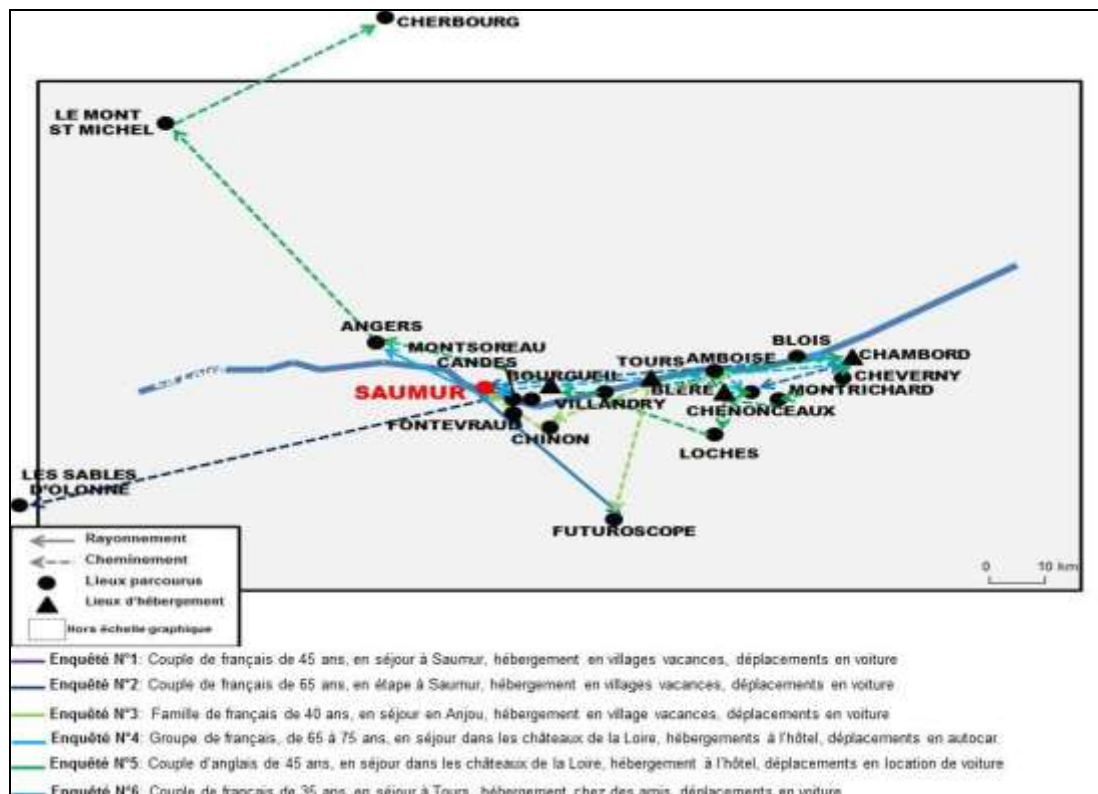 CHERBOURG
LE MONT
ST MICHEL
ANGERS
MONTSOREAU
CANDES
BLOIS
TOURS
AMBOISE
CHAMBORD
BOURGUEIL
CHEVERNY
SAUMUR
BLERE
MONTRICHARD
VILLANDRY
CHENONCEAUX
FONTEVRAUD
CHINON
LOCHES
LES SABLES
D'OLONNE
FUTUROSCOPE
Rayonnement
Cheminement
Lieux parcourus
Lieux d'hébergement
Hors échelle graphique
0 10 km
Enquêté N°1: Couple de français de 45 ans, en séjour à Saumur, hébergement en villages vacances, déplacements en voiture
Enquêté N°2: Couple de français de 65 ans, en étape à Saumur, hébergement en villages vacances, déplacements en voiture
Enquêté N°3: Famille de français de 40 ans, en séjour en Anjou, hébergement en village vacances, déplacements en voiture
Enquêté N°4: Groupe de français, de 65 à 75 ans, en séjour dans les châteaux de la Loire, hébergements à l'hôtel, déplacements en autocar.
Enquêté N°5: Couple d'anglais de 45 ans, en séjour dans les châteaux de la Loire, hébergement à l'hôtel, déplacements en location de voiture
Enquêté N°6: Couple de français de 35 ans, en séjour à Tours, hébergement chez des amis, déplacements en voiture